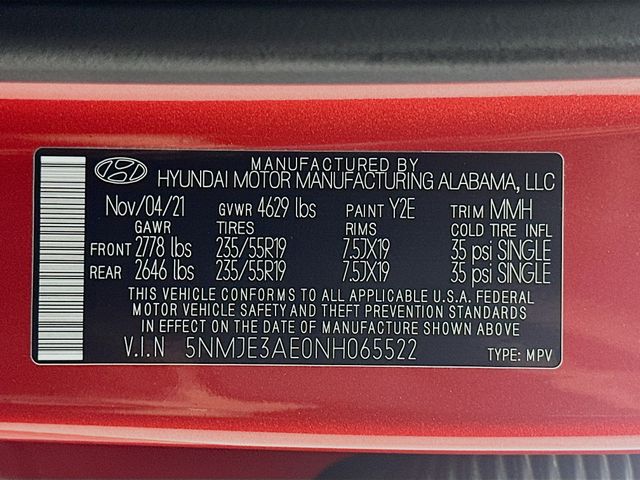 MANUFACTURED BY
HYUNDAI MOTOR MANUFACTURING ALABAMA, LLC
Nov/04/21 GVWR 4629 lbs PAINT Y2E TRIM MMH
GAWR TIRES RIMS COLD TIRE INFL
FRONT 2778 lbs 235/55R19 7.5JX19 35 psi SINGLE
REAR 2646 lbs 235/55R19 7.5JX19 35 psi SINGLE
THIS VEHICLE CONFORMS TO ALL APPLICABLE U.S.A. FEDERAL
MOTOR VEHICLE SAFETY AND THEFT PREVENTION STANDARDS
IN EFFECT ON THE DATE OF MANUFACTURE SHOWN ABOVE
V.I.N 5NMJE3AE0NH065522 TYPE: MPV